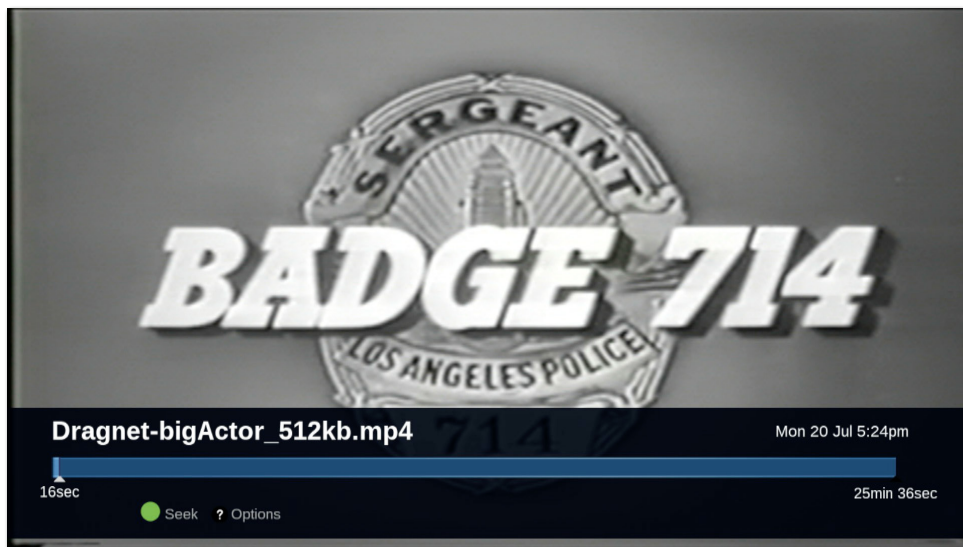 SERGEANT
BADGE 714
LOS ANGELES POLICE
714
Dragnet-bigActor_512kb.mp4
Mon 20 Jul 5:24pm
16sec
25min 36sec
Seek ? Options